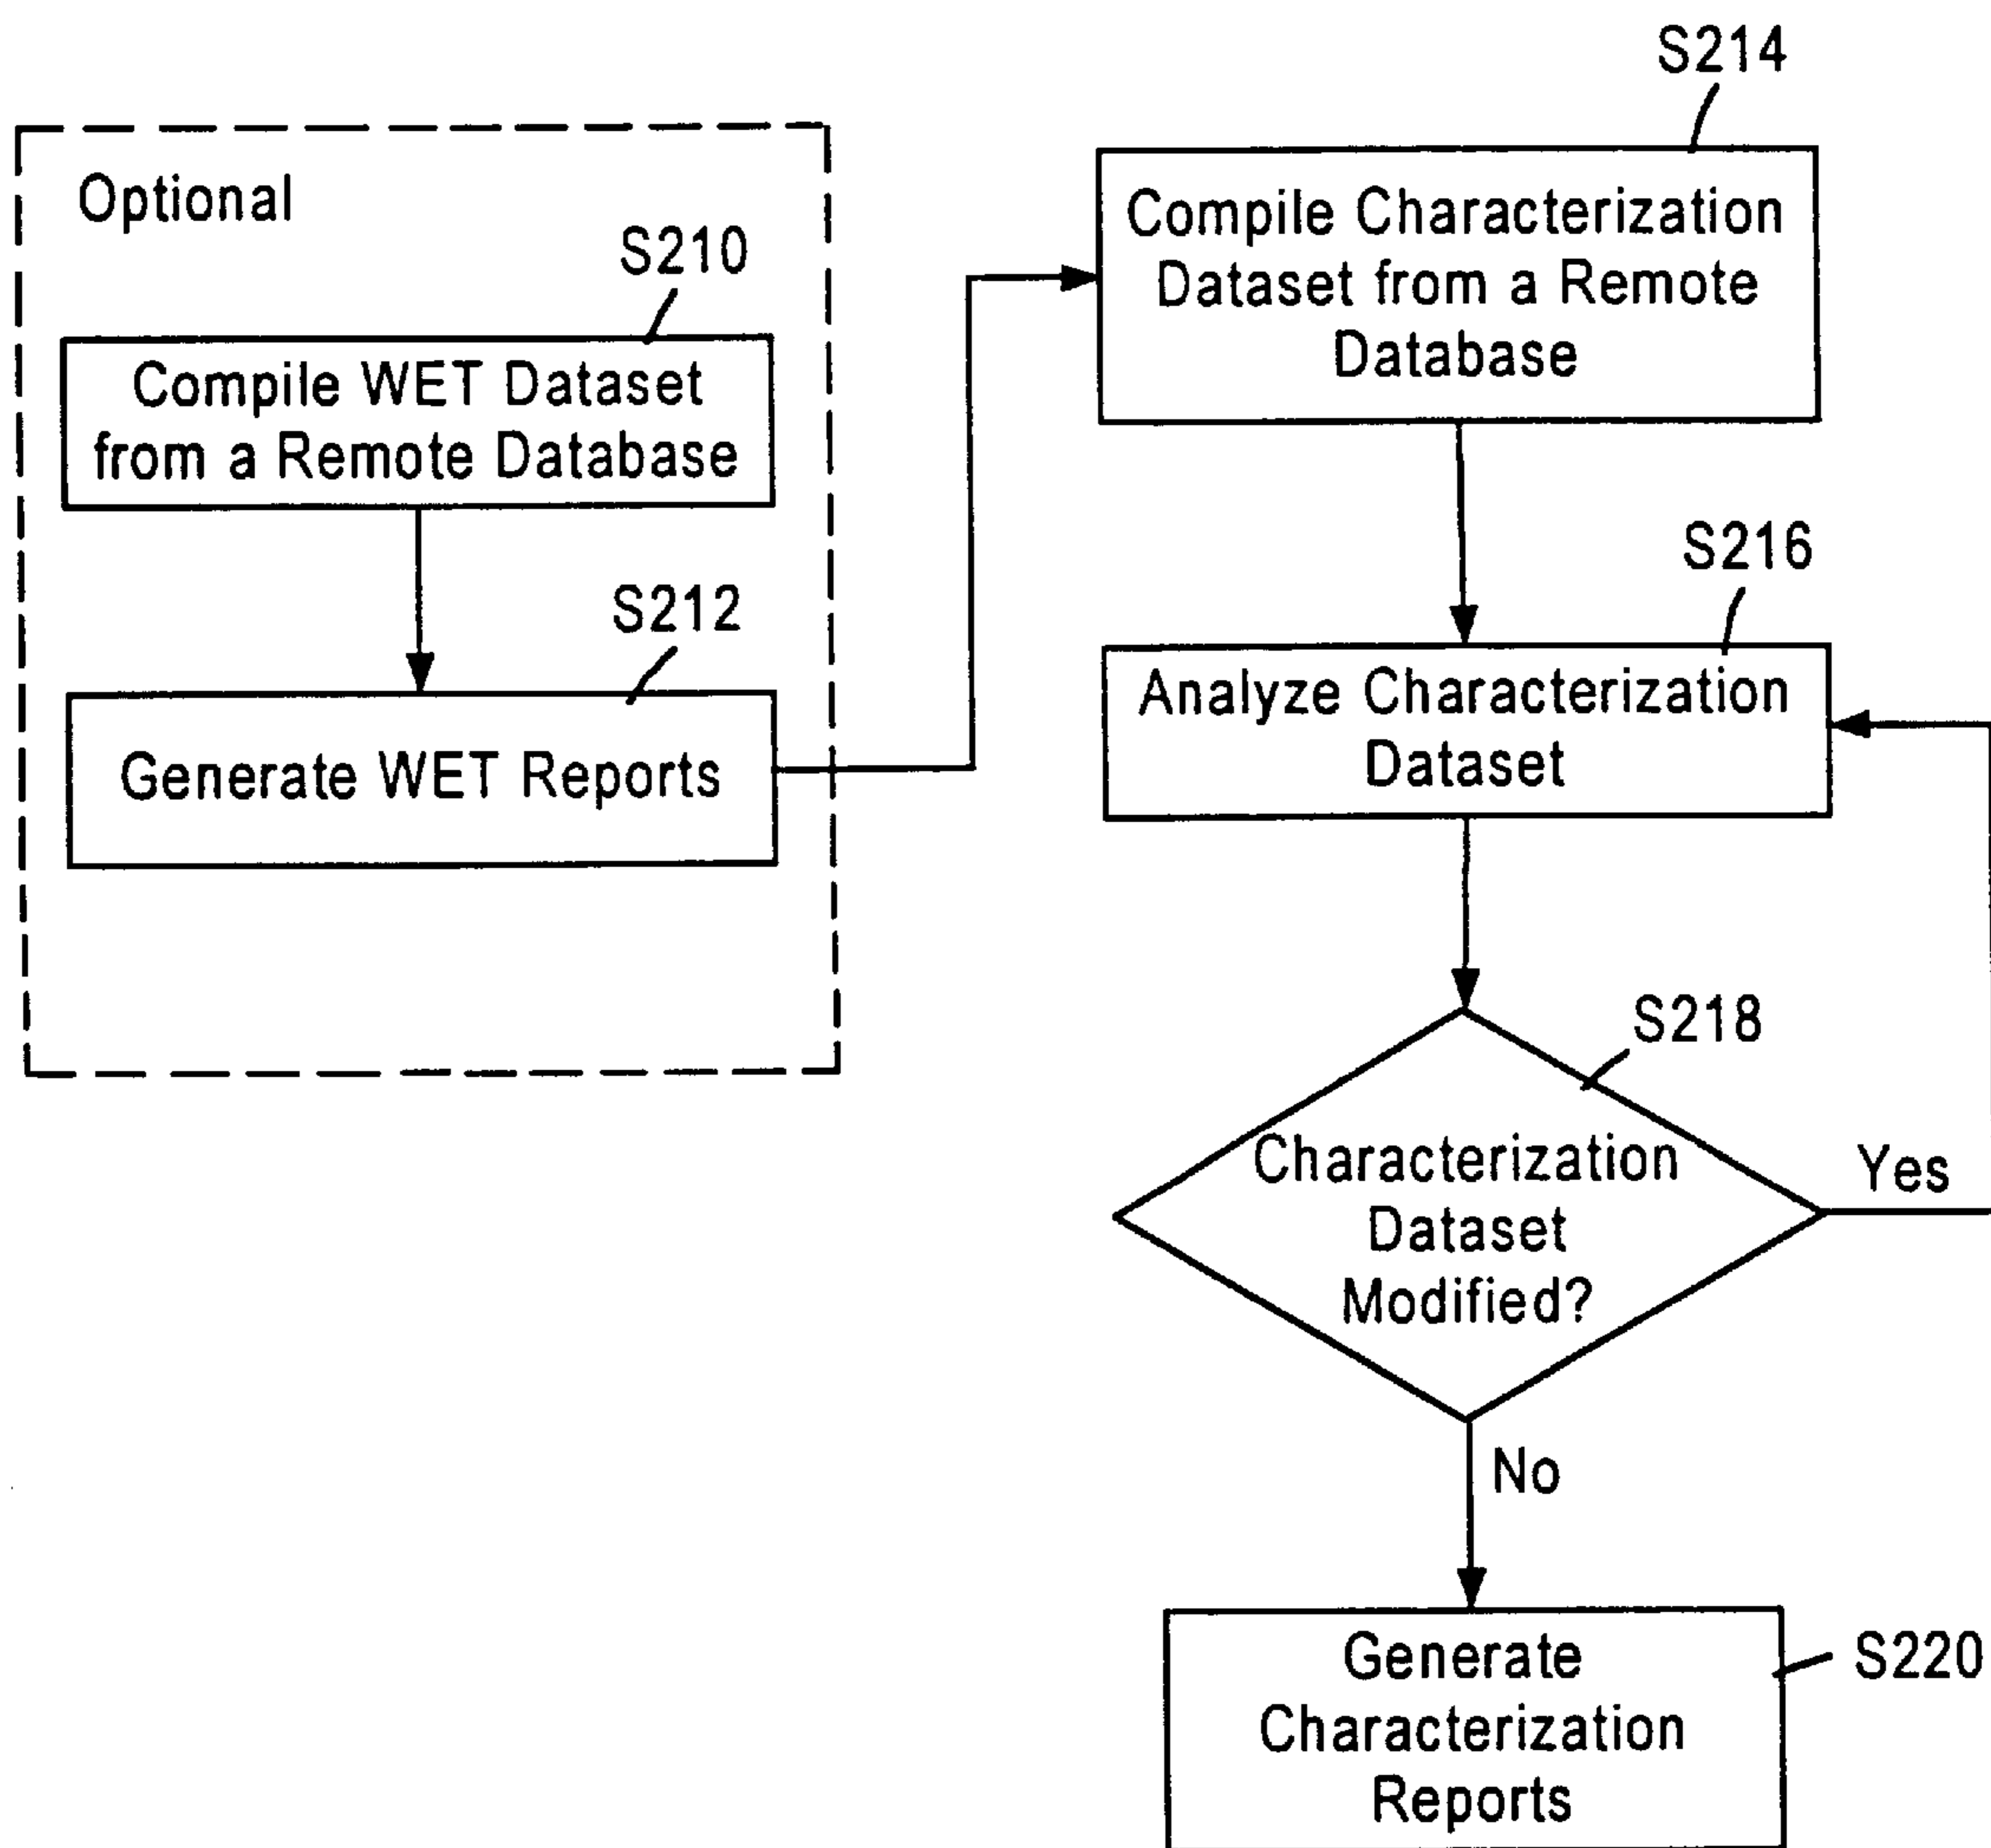 Optional
S210
Compile WET Dataset
from a Remote Database
S212
Generate WET Reports
S214
Compile Characterization
Dataset from a Remote
Database
S216
Analyze Characterization
Dataset
S218
Characterization
Dataset
Modified?
Yes
No
S220
Generate
Characterization
Reports